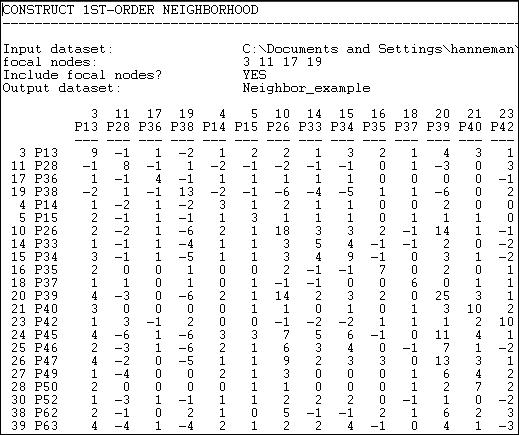 CONSTRUCT 1ST-ORDER NEIGHBORHOOD
Input dataset: C:\Documents and Settings\hanneman\
focal nodes: 3 11 17 19
Include focal nodes? YES
Output dataset: Neighbor_example
3 11 17 19 4 5 10 14 15 16 18 20 21 23
P13 P28 P36 P38 P14 P15 P26 P33 P34 P35 P37 P39 P40 P42
3 P13 9 -1 1 -2 1 2 2 1 3 2 1 4 3 1
11 P28 -1 8 -1 1 -2 -1 -2 -1 -1 0 1 -3 0 3
17 P36 1 -1 4 -1 1 1 1 1 1 0 0 0 0 -1
19 P38 -2 1 -1 13 -2 -1 -6 -4 -5 1 1 -6 0 2
4 P14 1 -2 1 -2 3 1 2 1 1 0 0 2 0 0
5 P15 2 -1 1 -1 1 3 1 1 1 0 1 1 1 0
10 P26 2 -2 1 -6 2 1 18 3 3 2 -1 14 1 -1
14 P33 1 -1 1 -4 1 1 3 5 4 -1 -1 2 0 -2
15 P34 3 -1 1 -5 1 1 3 4 9 -1 0 3 1 -2
16 P35 2 0 0 1 0 0 2 -1 -1 7 0 2 0 1
18 P37 1 1 0 1 0 1 -1 -1 0 0 6 0 1 1
20 P39 4 -3 0 -6 2 1 14 2 3 2 0 25 3 1
21 P40 3 0 0 0 0 1 1 0 1 0 1 3 10 2
23 P42 1 3 -1 2 0 0 -1 -2 -2 1 1 1 2 10
24 P45 4 -6 1 -6 3 3 7 5 6 -1 0 11 4 1
25 P46 2 -3 1 -6 2 1 6 3 4 0 -1 7 1 -2
26 P47 4 -2 0 -5 1 1 9 2 3 3 0 13 3 1
27 P49 1 -4 0 0 2 1 3 0 0 0 1 6 4 2
28 P50 2 0 0 0 0 1 1 0 0 0 1 2 7 2
30 P52 1 -3 1 -1 1 1 2 2 2 0 -1 1 0 -2
38 P62 2 -1 0 2 1 0 5 -1 -1 2 1 6 2 3
39 P63 4 -4 1 -4 2 1 2 2 4 -1 0 4 1 -3